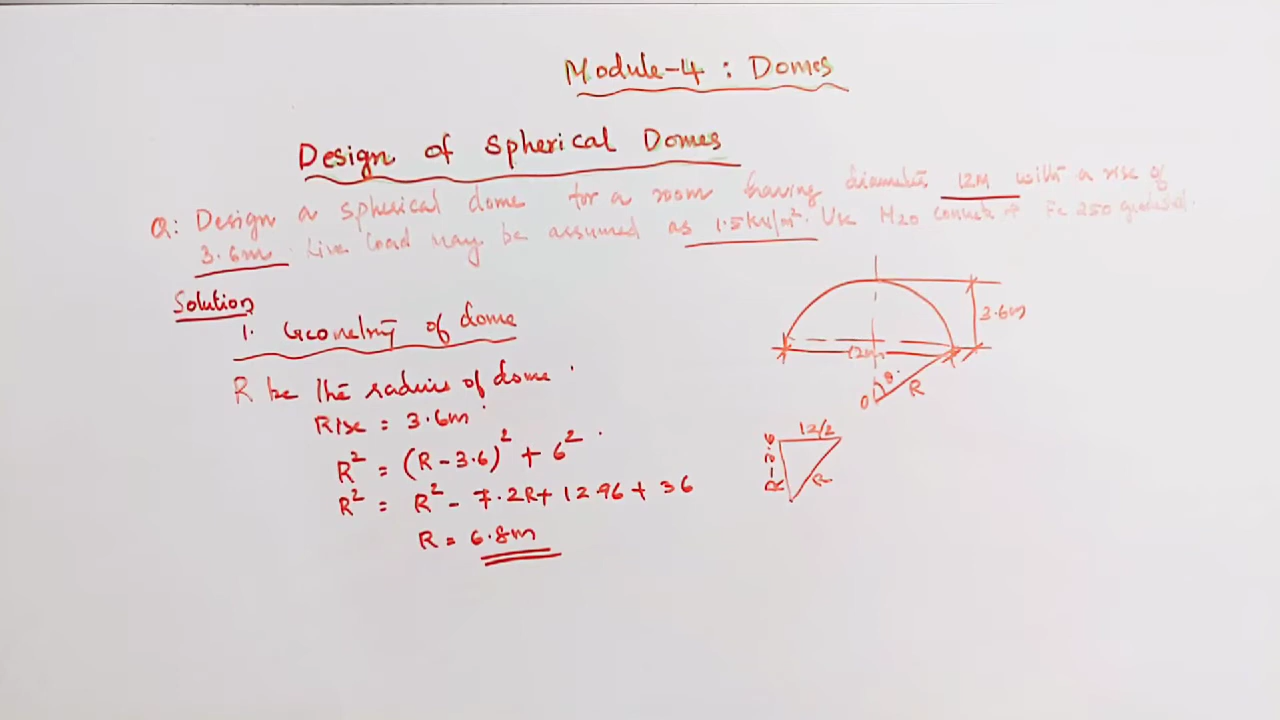 Module-4 : Domes
Design of Spherical Domes
Q: Design a spherical dome for a room having diameter 12m with a rise of
3.6m. Live load may be assumed as 1.5kN/m². Use M20 concrete & Fe 250 grade steel.
Solution
1. Geometry of dome
R be the radius of dome.
Rise = 3.6m
R² = (R-3.6)² + 6²
R² = R² - 7.2R + 12.96 + 36
R = 6.8m
3.6m
12m
θ
O
R
12/2
R-3.6
R